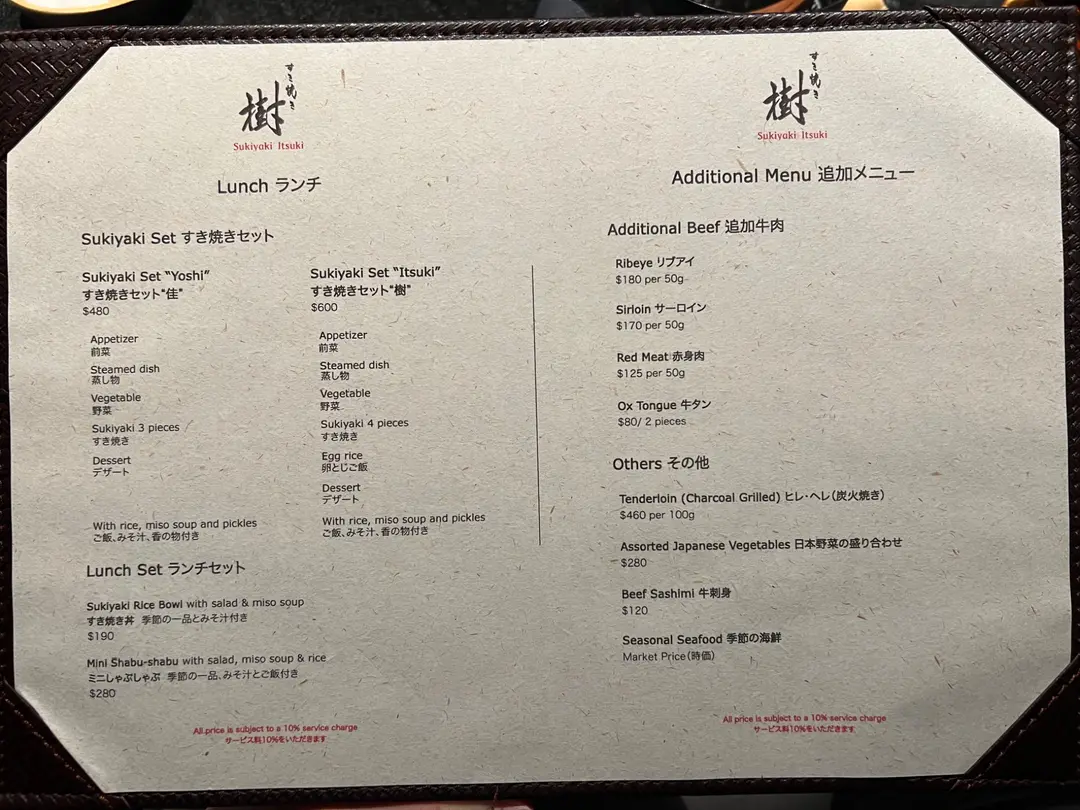 すき焼き
樹
Sukiyaki Itsuki
Lunch ランチ
Sukiyaki Set すき焼きセット
Sukiyaki Set “Yoshi”
すき焼きセット"佳"
$480
Appetizer
前菜
Steamed dish
蒸し物
Vegetable
野菜
Sukiyaki 3 pieces
すき焼き
Dessert
デザート
With rice, miso soup and pickles
ご飯、みそ汁、香の物付き
Sukiyaki Set “Itsuki”
すき焼きセット"樹"
$600
Appetizer
前菜
Steamed dish
蒸し物
Vegetable
野菜
Sukiyaki 4 pieces
すき焼き
Egg rice
卵とじご飯
Dessert
デザート
With rice, miso soup and pickles
ご飯、みそ汁、香の物付き
Lunch Set ランチセット
Sukiyaki Rice Bowl with salad & miso soup
すき焼き丼 季節の一品とみそ汁付き
$190
Mini Shabu-shabu with salad, miso soup & rice
ミニしゃぶしゃぶ 季節の一品、みそ汁とご飯付き
$280
All price is subject to a 10% service charge
サービス料10%をいただきます
すき焼き
樹
Sukiyaki Itsuki
Additional Menu 追加メニュー
Additional Beef 追加牛肉
Ribeye リブアイ
$180 per 50g
Sirloin サーロイン
$170 per 50g
Red Meat 赤身肉
$125 per 50g
Ox Tongue 牛タン
$80/ 2 pieces
Others その他
Tenderloin (Charcoal Grilled) ヒレ・ヘレ(炭火焼き)
$460 per 100g
Assorted Japanese Vegetables 日本野菜の盛り合わせ
$280
Beef Sashimi 牛刺身
$120
Seasonal Seafood 季節の海鮮
Market Price(時価)
All price is subject to a 10% service charge
サービス料10%をいただきます